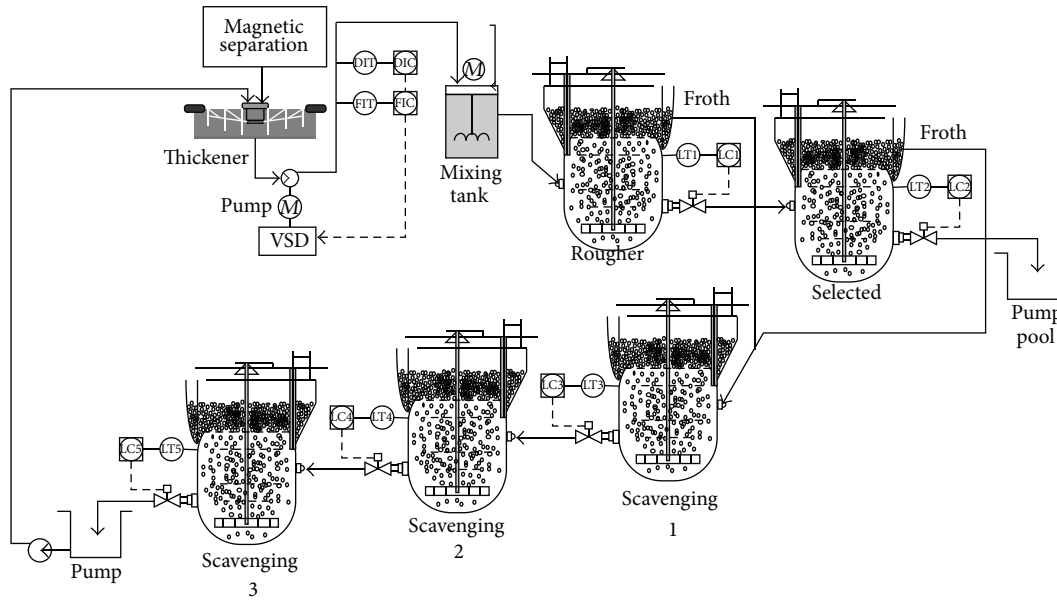 Magnetic
separation
DIT
DIC
M
FIT
FIC
Froth
Froth
Thickener
Mixing
tank
LT1
LC1
Pump
M
VSD
LT2
LC2
Rougher
Selected
Pump
pool
LC3
LT3
LC4
LT4
LC5
LT5
Scavenging
1
Scavenging
2
Scavenging
3
Pump